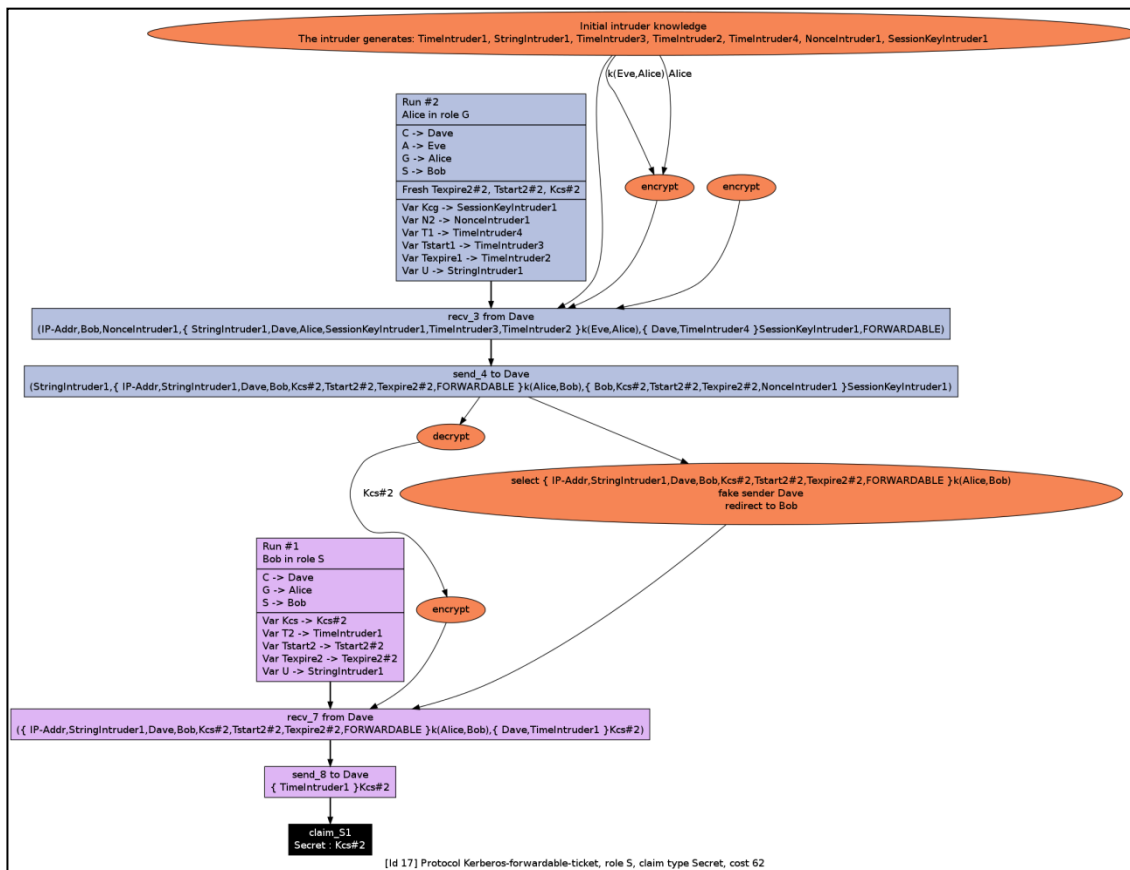 Initial intruder knowledge
The intruder generates: TimeIntruder1, StringIntruder1, TimeIntruder3, TimeIntruder2, TimeIntruder4, NonceIntruder1, SessionKeyIntruder1
k(Eve,Alice)
Alice
Run #2
Alice in role G
C -> Dave
A -> Eve
G -> Alice
S -> Bob
Fresh Texpire2#2, Tstart2#2, Kcs#2
Var Kcg -> SessionKeyIntruder1
Var N2 -> NonceIntruder1
Var T1 -> TimeIntruder4
Var Tstart1 -> TimeIntruder3
Var Texpire1 -> TimeIntruder2
Var U -> StringIntruder1
encrypt
encrypt
recv_3 from Dave
(IP-Addr,Bob,NonceIntruder1,{ StringIntruder1,Dave,Alice,SessionKeyIntruder1,TimeIntruder3,TimeIntruder2 }k(Eve,Alice),{ Dave,TimeIntruder4 }SessionKeyIntruder1,FORWARDABLE)
send_4 to Dave
(StringIntruder1,{ IP-Addr,StringIntruder1,Dave,Bob,Kcs#2,Tstart2#2,Texpire2#2,FORWARDABLE }k(Alice,Bob),{ Bob,Kcs#2,Tstart2#2,Texpire2#2,NonceIntruder1 }SessionKeyIntruder1)
decrypt
select { IP-Addr,StringIntruder1,Dave,Bob,Kcs#2,Tstart2#2,Texpire2#2,FORWARDABLE }k(Alice,Bob)
fake sender Dave
redirect to Bob
Kcs#2
Run #1
Bob in role S
C -> Dave
G -> Alice
S -> Bob
Var Kcs -> Kcs#2
Var T2 -> TimeIntruder1
Var Tstart2 -> Tstart2#2
Var Texpire2 -> Texpire2#2
Var U -> StringIntruder1
encrypt
recv_7 from Dave
({ IP-Addr,StringIntruder1,Dave,Bob,Kcs#2,Tstart2#2,Texpire2#2,FORWARDABLE }k(Alice,Bob),{ Dave,TimeIntruder1 }Kcs#2)
send_8 to Dave
{ TimeIntruder1 }Kcs#2
claim_S1
Secret : Kcs#2
[Id 17] Protocol Kerberos-forwardable-ticket, role S, claim type Secret, cost 62